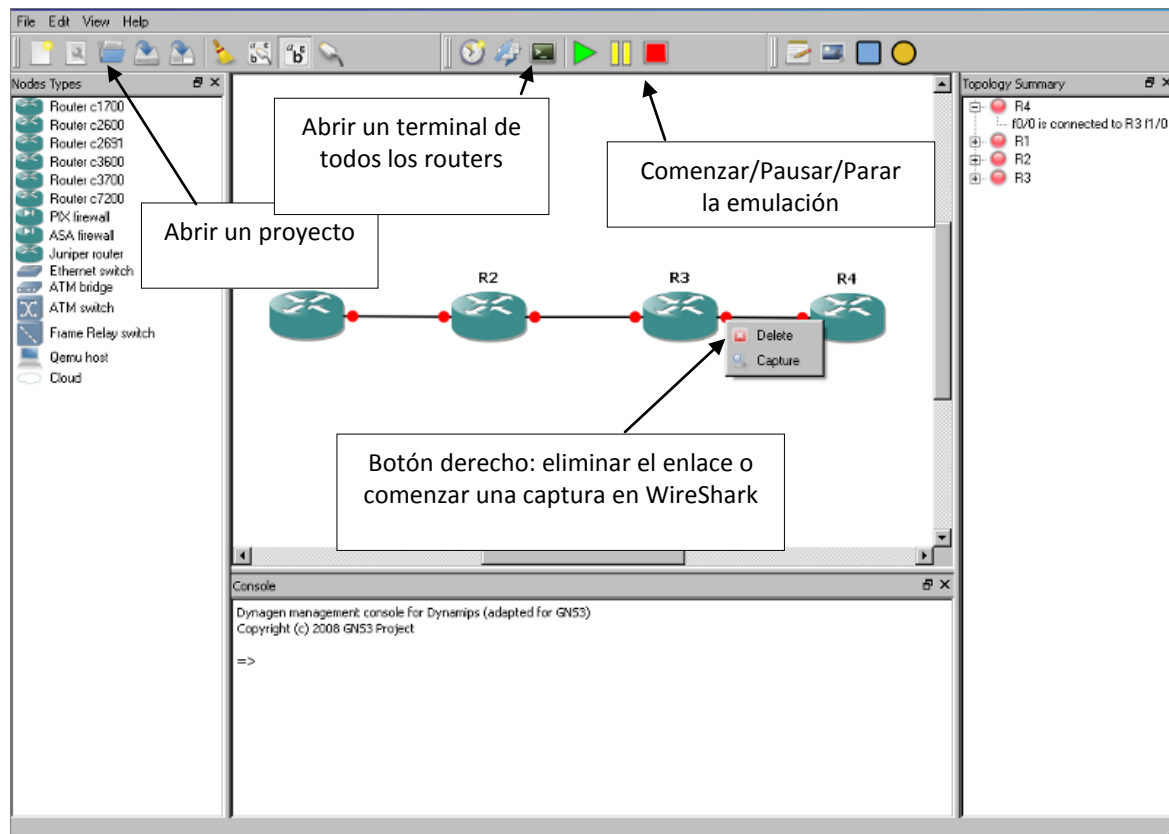 File Edit View Help
Nodes Types
Router c1700
Router c2600
Router c2691
Router c3600
Router c3700
Router c7200
PIX firewall
ASA firewall
Juniper router
Ethernet switch
ATM bridge
ATM switch
Frame Relay switch
Qemu host
Cloud
Abrir un proyecto
Abrir un terminal de
todos los routers
Comenzar/Pausar/Parar
la emulación
R2
R3
R4
Delete
Capture
Botón derecho: eliminar el enlace o
comenzar una captura en WireShark
Console
Dynagen management console for Dynamips (adapted for GNS3)
Copyright (c) 2008 GNS3 Project
=>
Topology Summary
R4
f0/0 is connected to R3 f1/0
R1
R2
R3